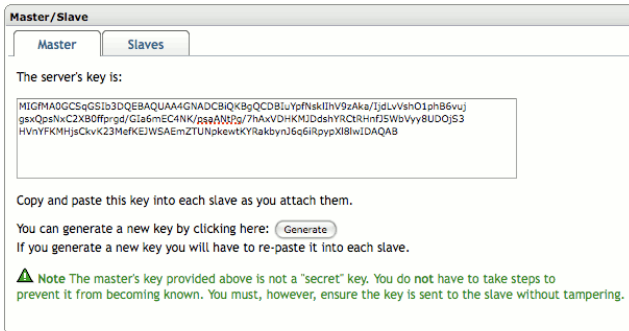 Master/Slave
Master Slaves
The server's key is:
MIGfMA0GCSqGSIb3DQEBAQUAA4GNADCBiQKBgQCDBIuYpfNsklIhV9zAka/IjdLvVshO1phB6vuj
gsxQpsNxC2XB0ffprgd/GIa6mEC4NK/psaANtPg/7hAxVDHKMJDdshYRCtRHnfJ5WbVyy8UDOjS3
HVnYFKMHjsCkvK23MefKEJWSAEmZTUNpkewtKYRakbynJ6q6iRpypXl8lwIDAQAB
Copy and paste this key into each slave as you attach them.
You can generate a new key by clicking here: Generate
If you generate a new key you will have to re-paste it into each slave.
Note The master's key provided above is not a "secret" key. You do not have to take steps to
prevent it from becoming known. You must, however, ensure the key is sent to the slave without tampering.